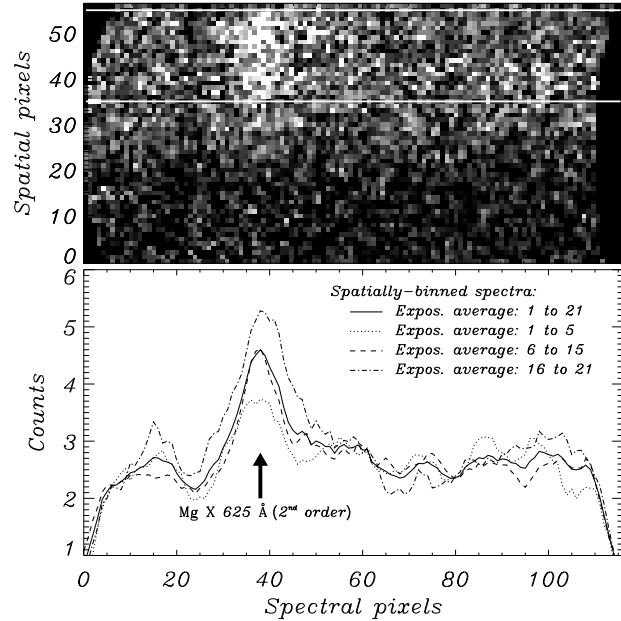 50
40
30
20
10
0
Spatial pixels
6
5
4
3
2
1
Counts
Spatially-binned spectra:
Expos. average: 1 to 21
Expos. average: 1 to 5
Expos. average: 6 to 15
Expos. average: 16 to 21
Mg X 625 Å (2nd order)
0 20 40 60 80 100
Spectral pixels